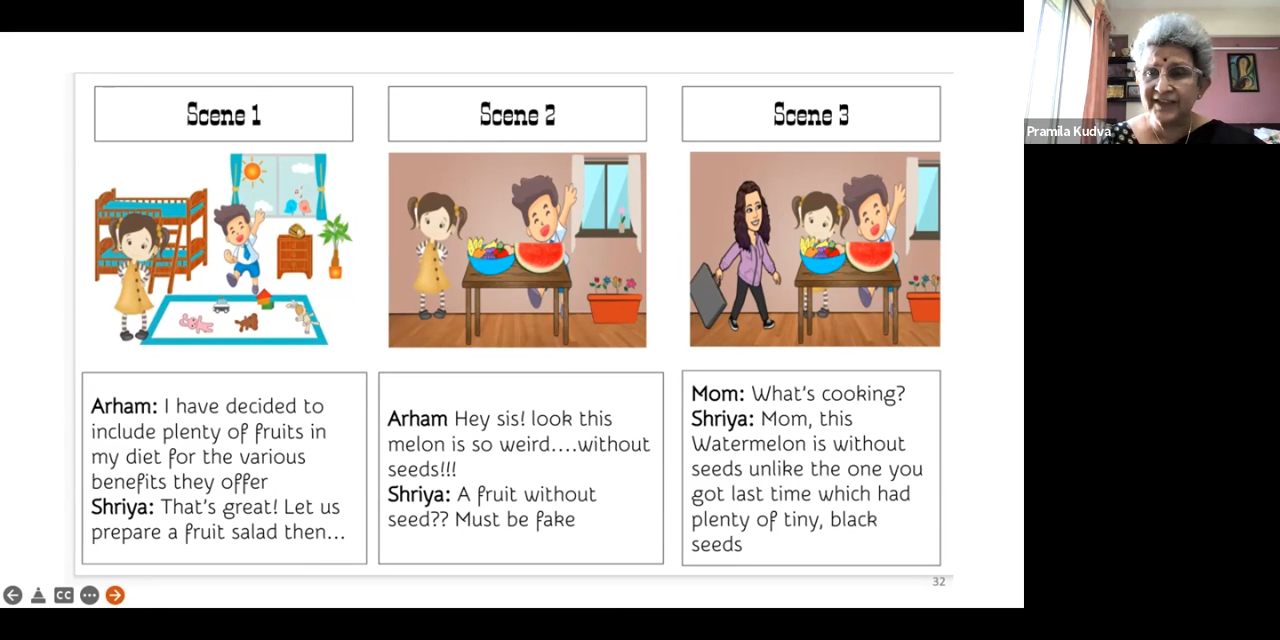 Scene 1
Scene 2
Scene 3
Arham: I have decided to
include plenty of fruits in
my diet for the various
benefits they offer
Shriya: That's great! Let us
prepare a fruit salad then...
Arham Hey sis! look this
melon is so weird....without
seeds!!!
Shriya: A fruit without
seed?? Must be fake
Mom: What's cooking?
Shriya: Mom, this
Watermelon is without
seeds unlike the one you
got last time which had
plenty of tiny, black
seeds
32
CC
Pramila Kudva